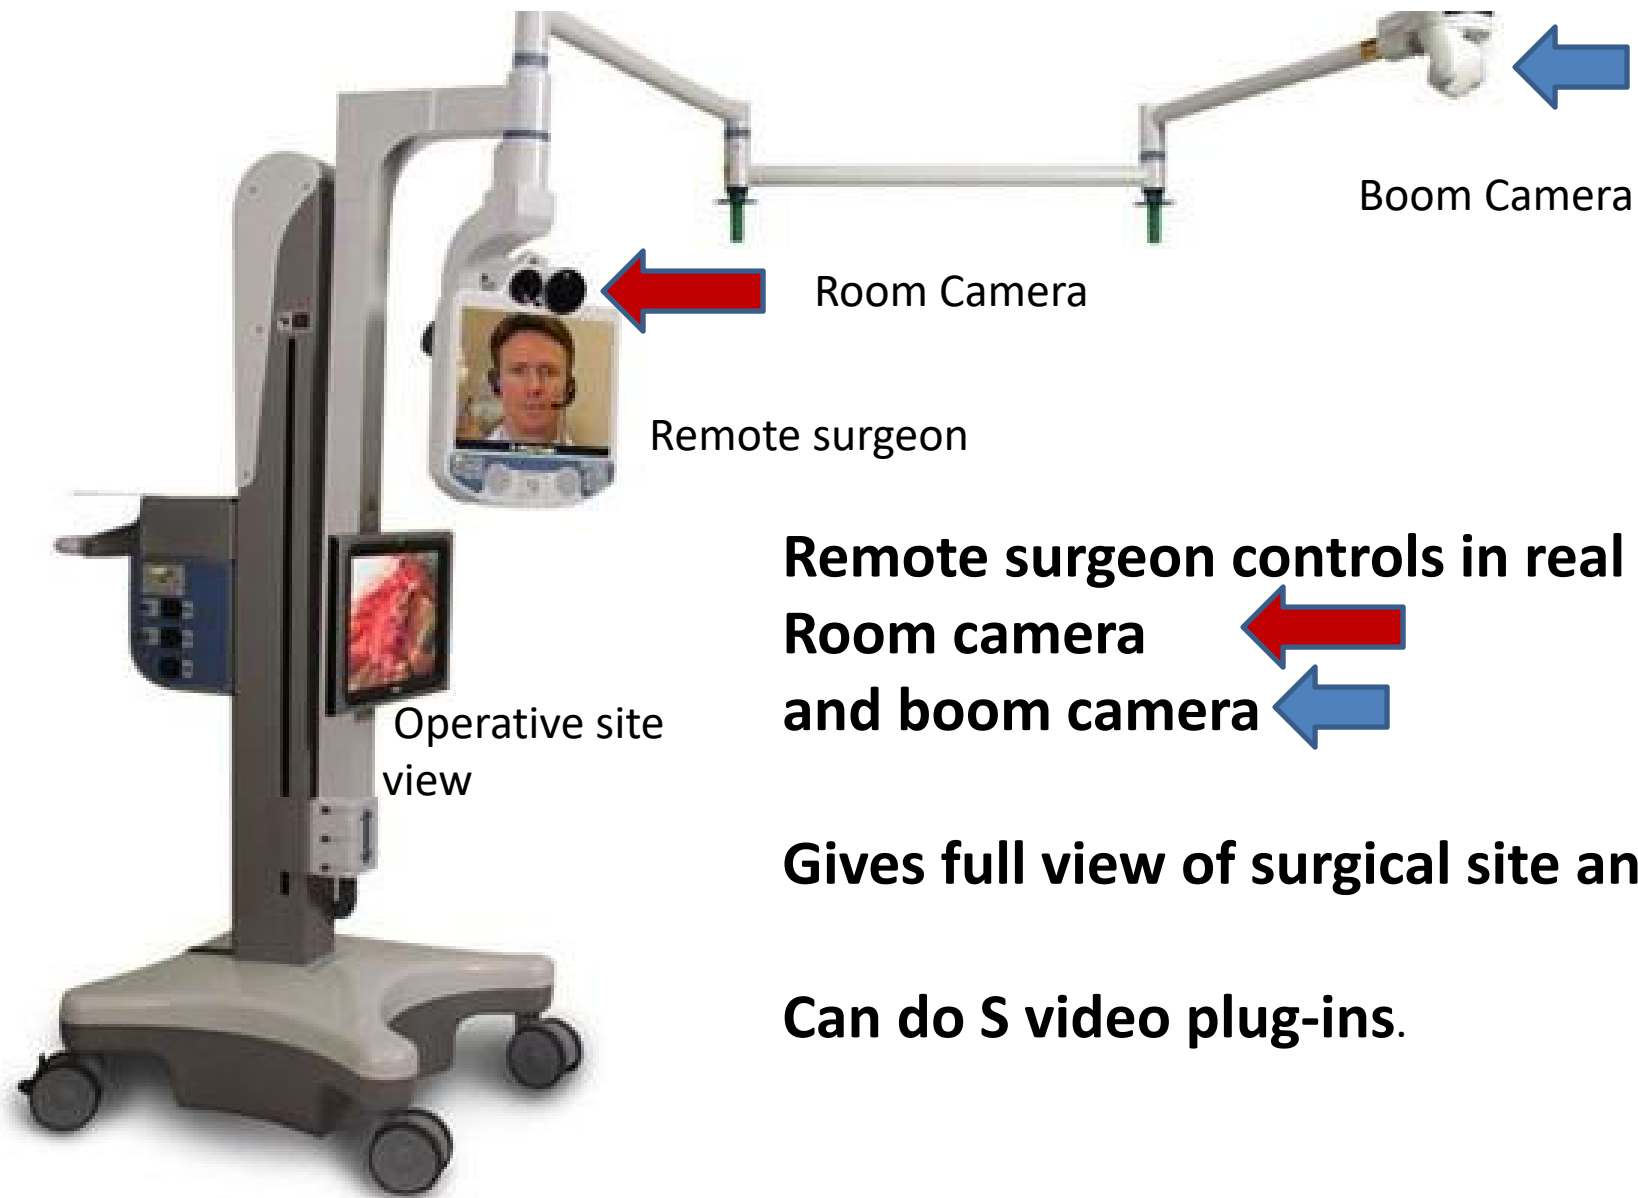 Boom Camera
Room Camera
Remote surgeon
Remote surgeon controls in real
Room camera
and boom camera
Operative site
view
Gives full view of surgical site an
Can do S video plug-ins.